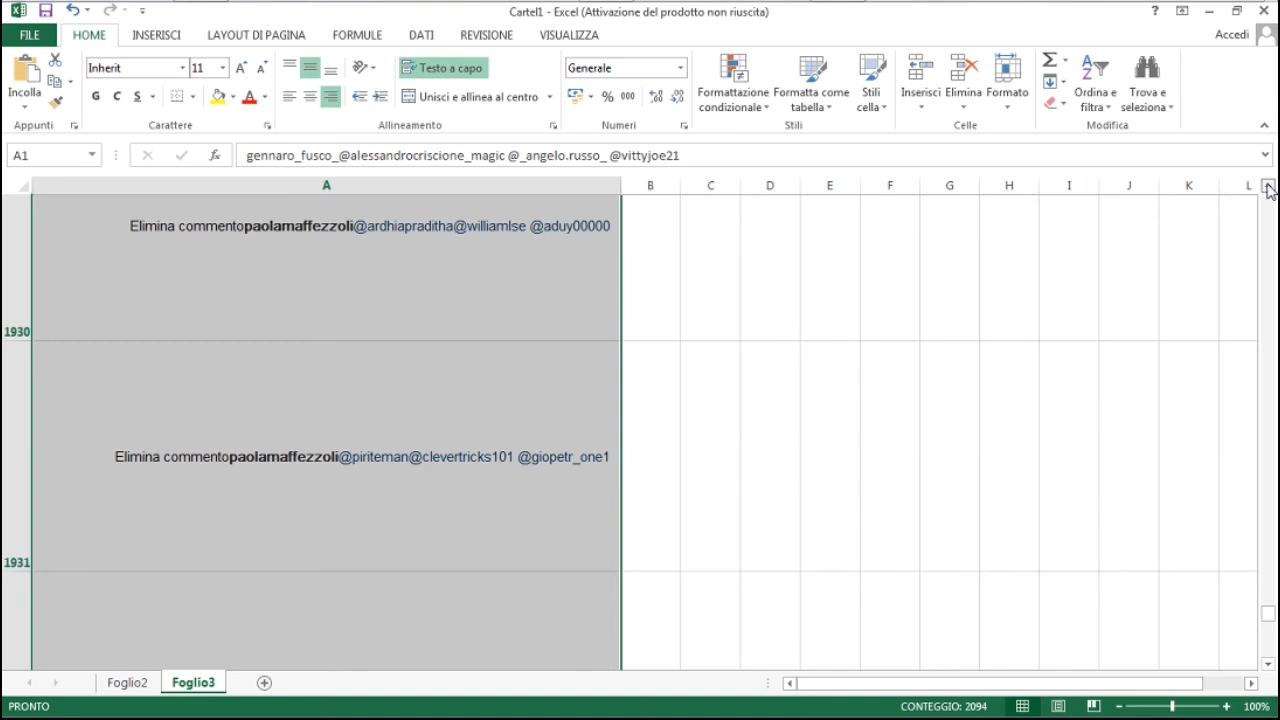 Cartel1 - Excel (Attivazione del prodotto non riuscita)
?
FILE HOME INSERISCI LAYOUT DI PAGINA FORMULE DATI REVISIONE VISUALIZZA Accedi
Incolla
Inherit 11
G C S
A A
Testo a capo
Unisci e allinea al centro
Generale
% 000
Formattazione condizionale
Formatta come tabella
Stili cella
Inserisci Elimina Formato
Ordina e filtra
Trova e seleziona
Appunti Carattere Allineamento Numeri Stili Celle Modifica
A1 fx gennaro_fusco_@alessandrocriscione_magic @_angelo.russo_ @vittyjoe21
A B C D E F G H I J K L
Elimina commentopaolamaffezzoli@ardhiapraditha@williamlse @aduy00000
1930
Elimina commentopaolamaffezzoli@piriteman@clevertricks101 @giopetr_one1
1931
Foglio2 Foglio3
PRONTO CONTEGGIO: 2094 100%